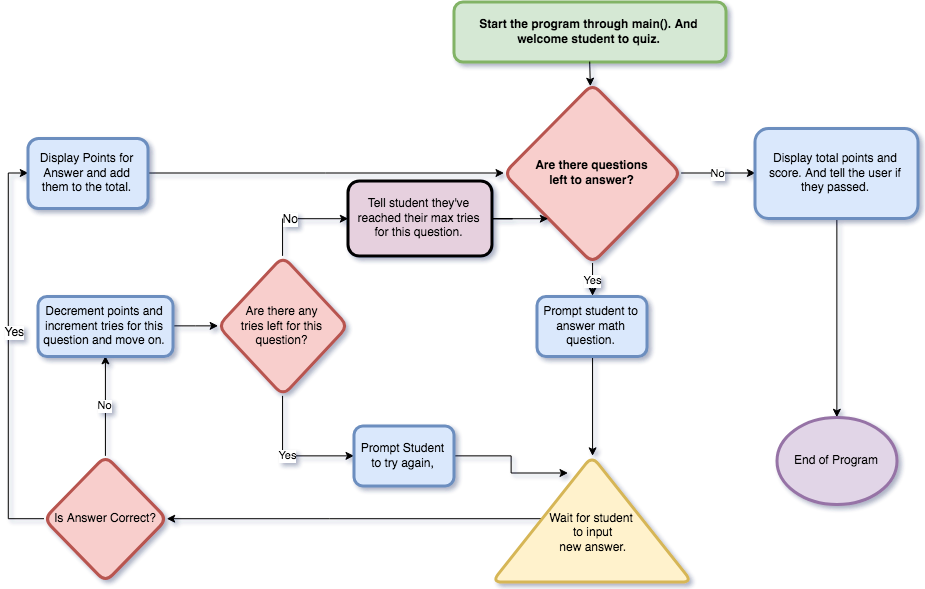 Start the program through main(). And
welcome student to quiz.
Are there questions
left to answer?
No
Display total points and
score. And tell the user if
they passed.
Display Points for
Answer and add
them to the total.
Tell student they've
reached their max tries
for this question.
No
Yes
Prompt student to
answer math
question.
Decrement points and
increment tries for this
question and move on.
Are there any
tries left for this
question?
Yes
No
Yes
Prompt Student
to try again,
End of Program
Is Answer Correct?
Wait for student
to input
new answer.